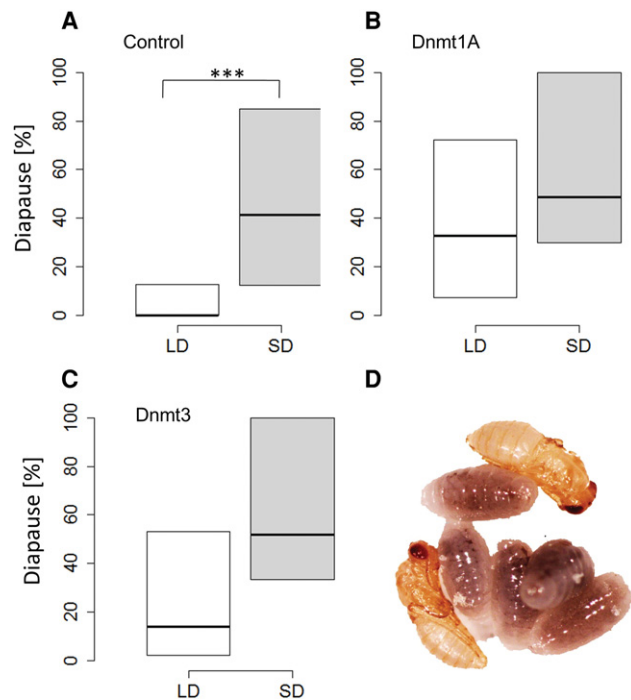 A
Control
***
Diapause [%]
0 20 40 60 80 100
LD SD
B
Dnmt1A
0 20 40 60 80 100
LD SD
C
Dnmt3
Diapause [%]
0 20 40 60 80 100
LD SD
D